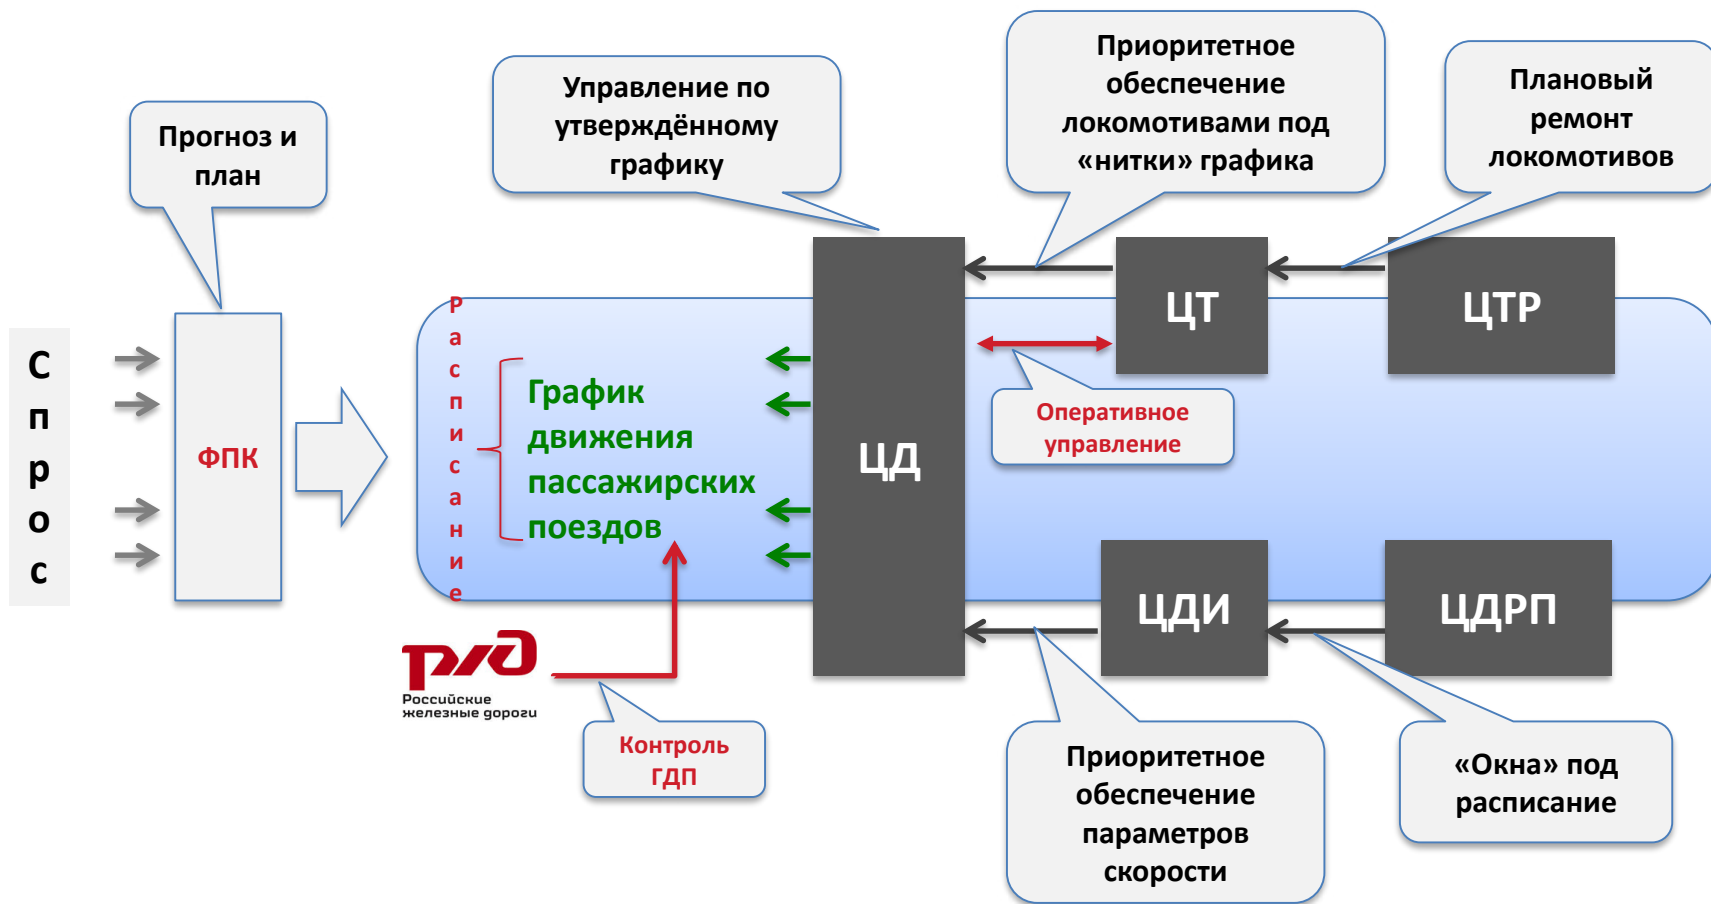 Прогноз и
план
Управление по
утверждённому
графику
Приоритетное
обеспечение
локомотивами под
«нитки» графика
Плановый
ремонт
локомотивов
Спрос
ФПК
Расписание
График
движения
пассажирских
поездов
ЦД
ЦТ
ЦТР
Оперативное
управление
ЦДИ
ЦДРП
ржд
Российские
железные дороги
Контроль
ГДП
Приоритетное
обеспечение
параметров
скорости
«Окна» под
расписание